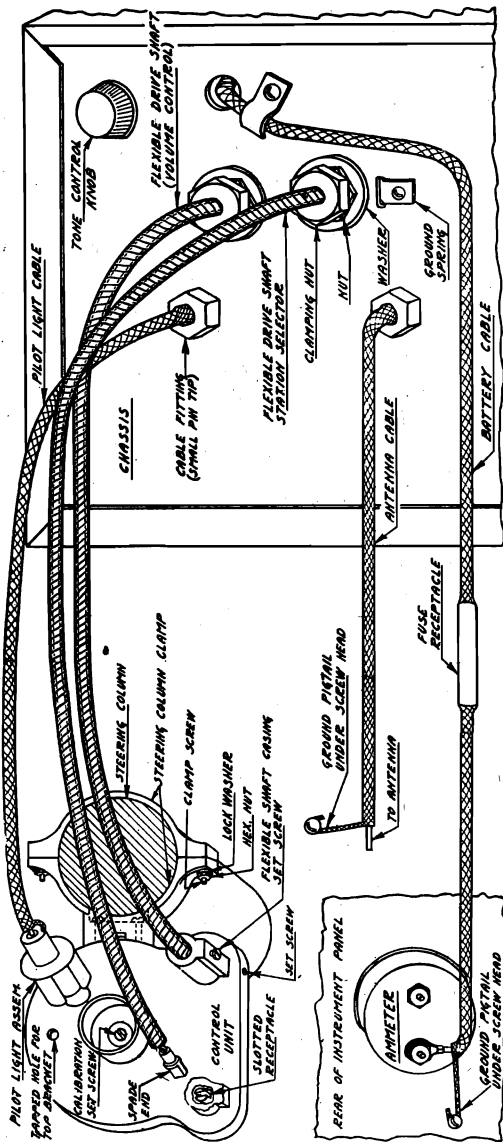 PILOT LIGHT ASSEM.
TAPPED HOLE FOR
TOP BRACKET
CALIBRATION
SET SCREW
SPADE
END
CONTROL
UNIT
SLOTTED
RECEPTACLE
STEERING COLUMN
STEERING COLUMN CLAMP
CLAMP SCREW
LOCK WASHER
HEX. NUT
FLEXIBLE SHAFT CASING
SET SCREW
SET SCREW
PILOT LIGHT CABLE
TONE CONTROL
KNOB
FLEXIBLE DRIVE SHAFT
(VOLUME CONTROL)
CHASSIS
CABLE FITTING
(SMALL PIN TIP)
FLEXIBLE DRIVE SHAFT
STATION SELECTOR
CLAMPING NUT
NUT
WASHER
GROUND
SPRING
ANTENNA CABLE
GROUND PIGTAIL
UNDER SCREW HEAD
TO ANTENNA
FUSE
RECEPTACLE
BATTERY CABLE
REAR OF INSTRUMENT PANEL
AMMETER
GROUND PIGTAIL
UNDER SCREW HEAD